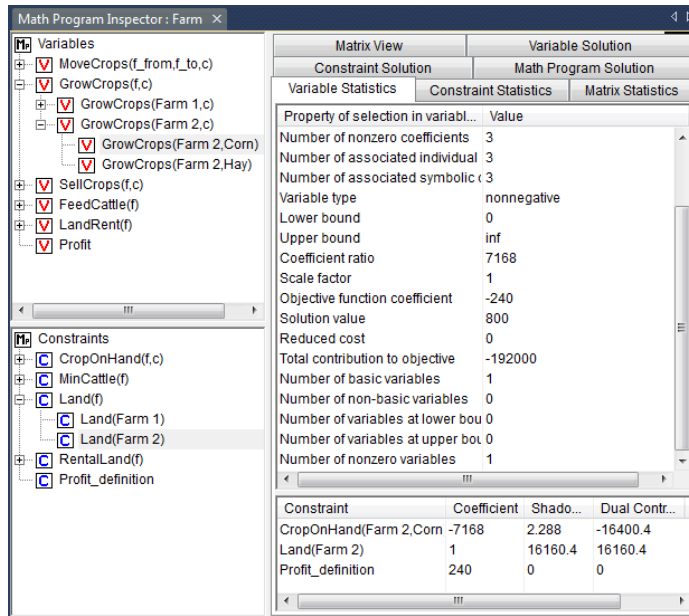 Math Program Inspector : Farm ×
Variables
MoveCrops(f_from,f_to,c)
GrowCrops(f,c)
GrowCrops(Farm 1,c)
GrowCrops(Farm 2,c)
GrowCrops(Farm 2,Corn)
GrowCrops(Farm 2,Hay)
SellCrops(f,c)
FeedCattle(f)
LandRent(f)
Profit
Constraints
CropOnHand(f,c)
MinCattle(f)
Land(f)
Land(Farm 1)
Land(Farm 2)
RentalLand(f)
Profit_definition
Matrix View Variable Solution
Constraint Solution Math Program Solution
Variable Statistics Constraint Statistics Matrix Statistics
Property of selection in variabl... Value
Number of nonzero coefficients 3
Number of associated individual 3
Number of associated symbolic c 3
Variable type nonnegative
Lower bound 0
Upper bound inf
Coefficient ratio 7168
Scale factor 1
Objective function coefficient -240
Solution value 800
Reduced cost 0
Total contribution to objective -192000
Number of basic variables 1
Number of non-basic variables 0
Number of variables at lower bou 0
Number of variables at upper bou 0
Number of nonzero variables 1
Constraint Coefficient Shado... Dual Contr...
CropOnHand(Farm 2,Corn -7168 2.288 -16400.4
Land(Farm 2) 1 16160.4 16160.4
Profit_definition 240 0 0